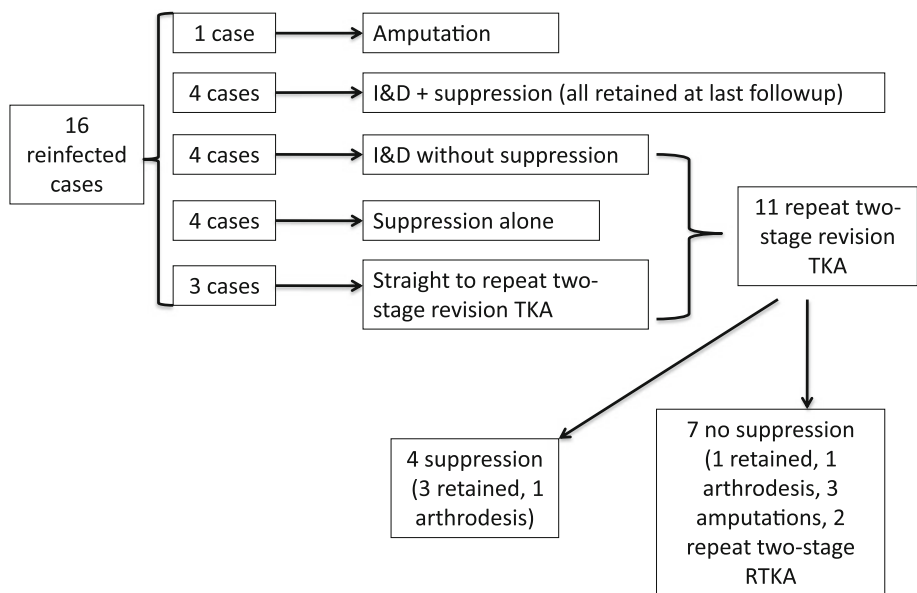 16
reinfected
cases
1 case
Amputation
4 cases
I&D + suppression (all retained at last followup)
4 cases
I&D without suppression
4 cases
Suppression alone
3 cases
Straight to repeat two-
stage revision TKA
11 repeat two-
stage revision
TKA
4 suppression
(3 retained, 1
arthrodesis)
7 no suppression
(1 retained, 1
arthrodesis, 3
amputations, 2
repeat two-stage
RTKA